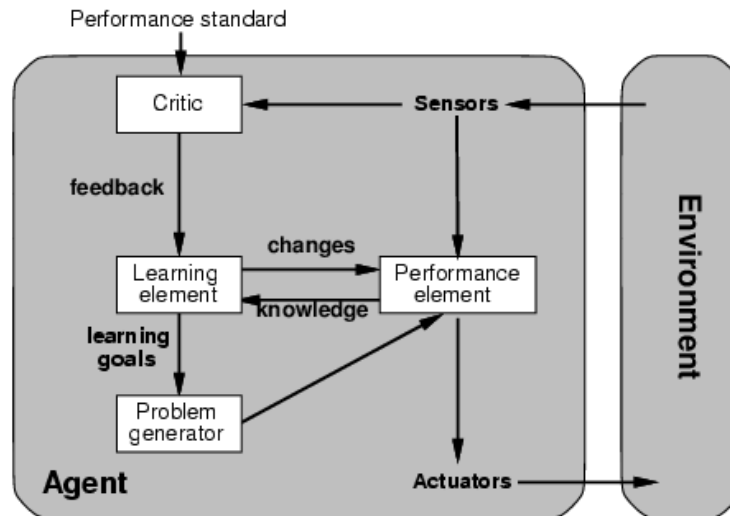 Performance standard
Critic
Sensors
feedback
changes
Learning
element
Performance
element
knowledge
learning
goals
Problem
generator
Agent
Actuators
Environment